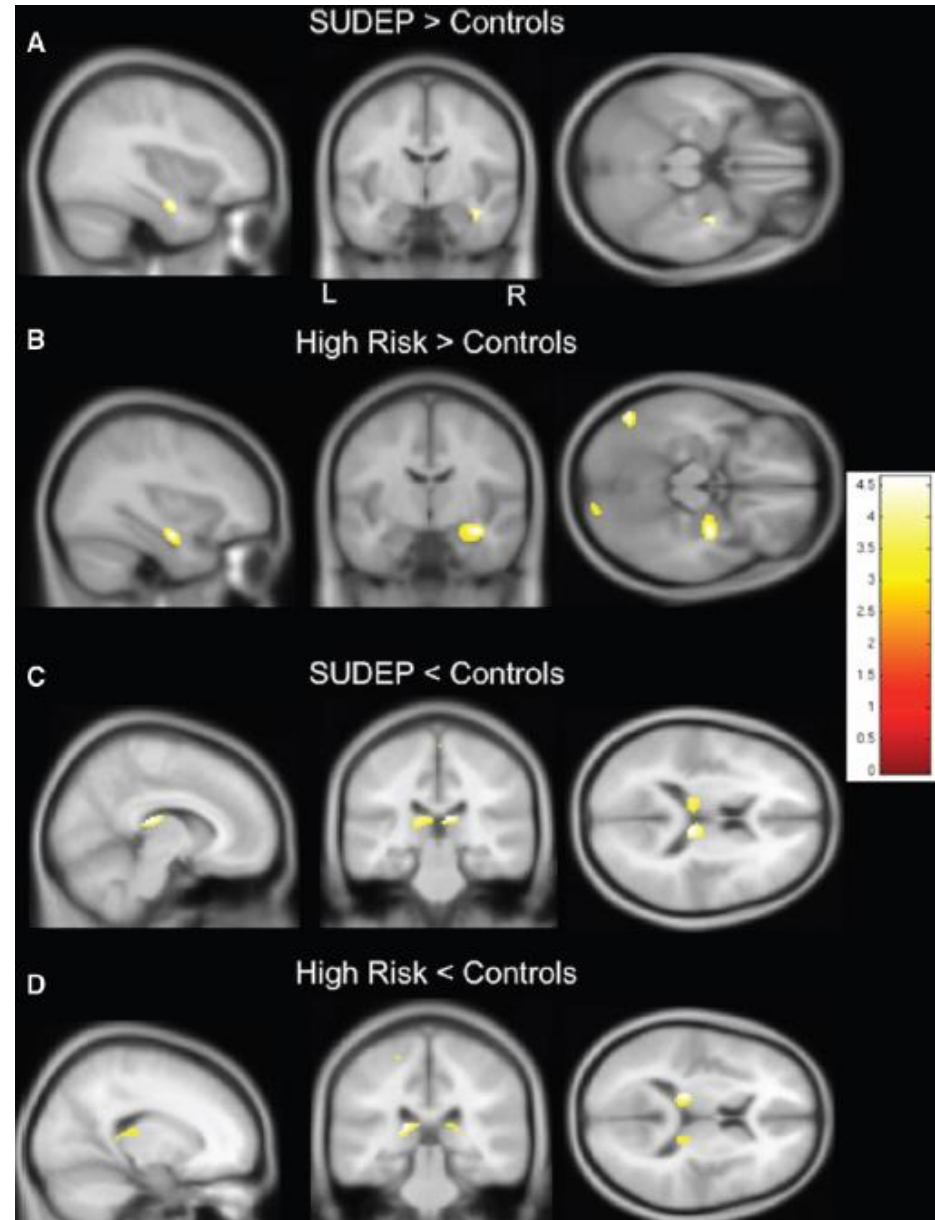 A
SUDEP > Controls
L R
B
High Risk > Controls
4.5
4
3.5
3
2.5
2
1.5
1
0.5
0
C
SUDEP < Controls
D
High Risk < Controls